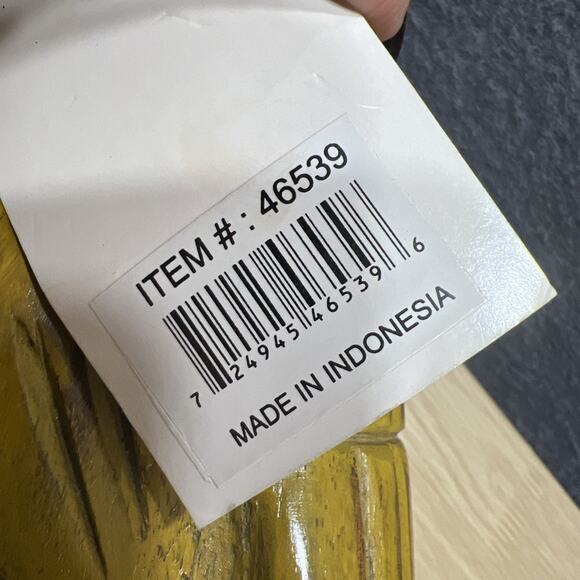 ITEM # : 46539
7 24945 46539 6
MADE IN INDONESIA